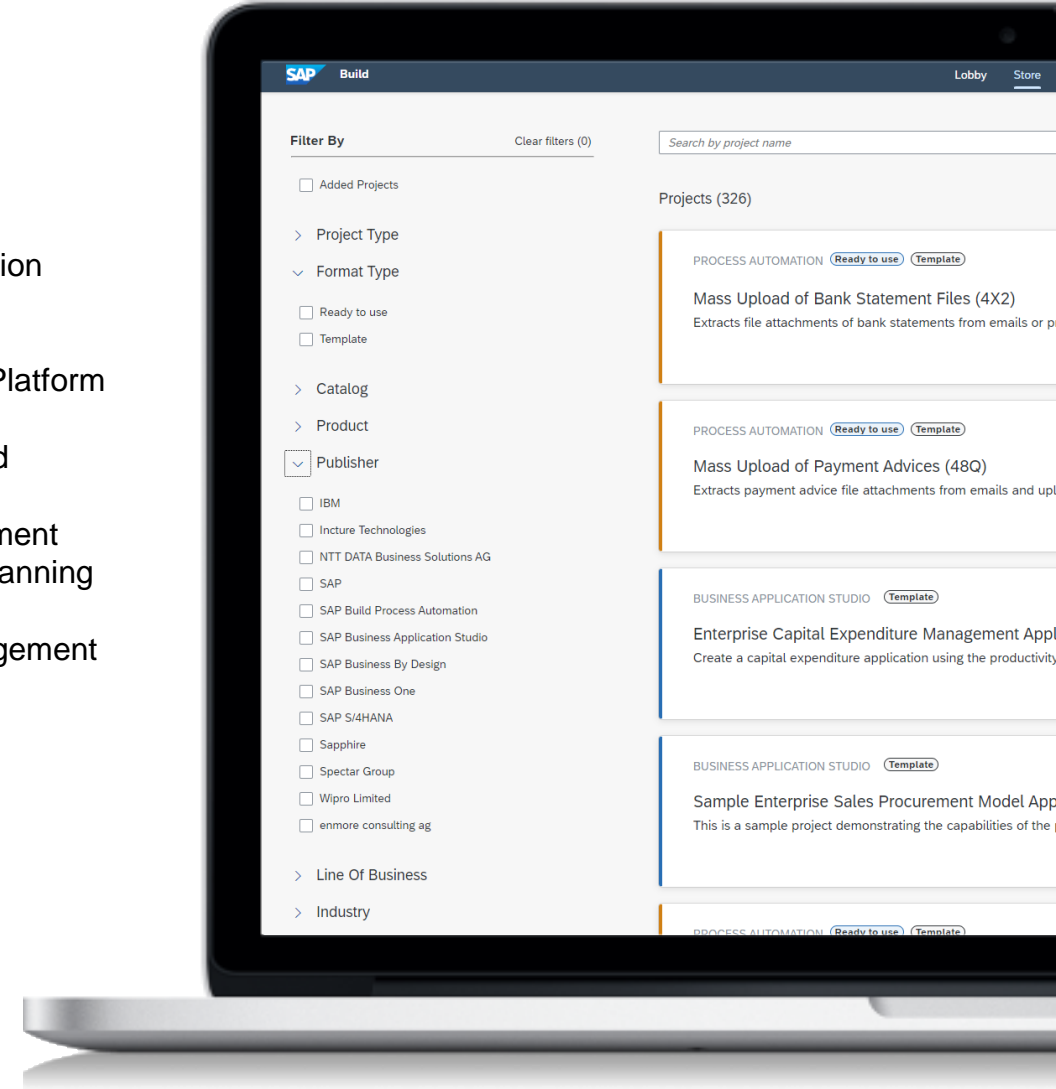 SAP Build
Lobby Store
Filter By
Clear filters (0)
Added Projects
Project Type
Format Type
Ready to use
Template
Catalog
Product
Publisher
IBM
Incture Technologies
NTT DATA Business Solutions AG
SAP
SAP Build Process Automation
SAP Business Application Studio
SAP Business By Design
SAP Business One
SAP S/4HANA
Sapphire
Spectar Group
Wipro Limited
enmore consulting ag
Line Of Business
Industry
Search by project name
Projects (326)
PROCESS AUTOMATION Ready to use Template
Mass Upload of Bank Statement Files (4X2)
Extracts file attachments of bank statements from emails or
PROCESS AUTOMATION Ready to use Template
Mass Upload of Payment Advices (48Q)
Extracts payment advice file attachments from emails and
BUSINESS APPLICATION STUDIO Template
Enterprise Capital Expenditure Management
Create a capital expenditure application using the productivity
BUSINESS APPLICATION STUDIO Template
Sample Enterprise Sales Procurement Model
This is a sample project demonstrating the capabilities of the
PROCESS AUTOMATION Ready to use Template
Platform